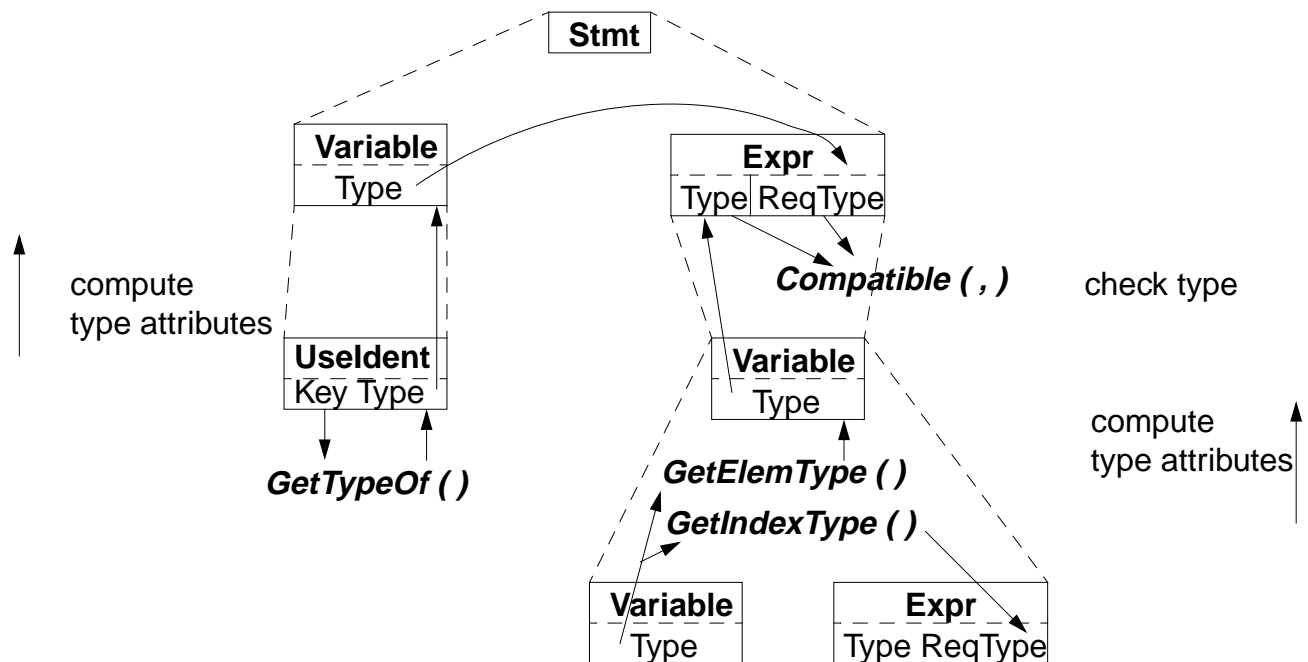 Stmt
Variable
Type
Expr
Type ReqType
Compatible ( , )
check type
compute
type attributes
UseIdent
Key Type
GetTypeOf ( )
Variable
Type
compute
type attributes
GetElemType ( )
GetIndexType ( )
Variable
Type
Expr
Type ReqType